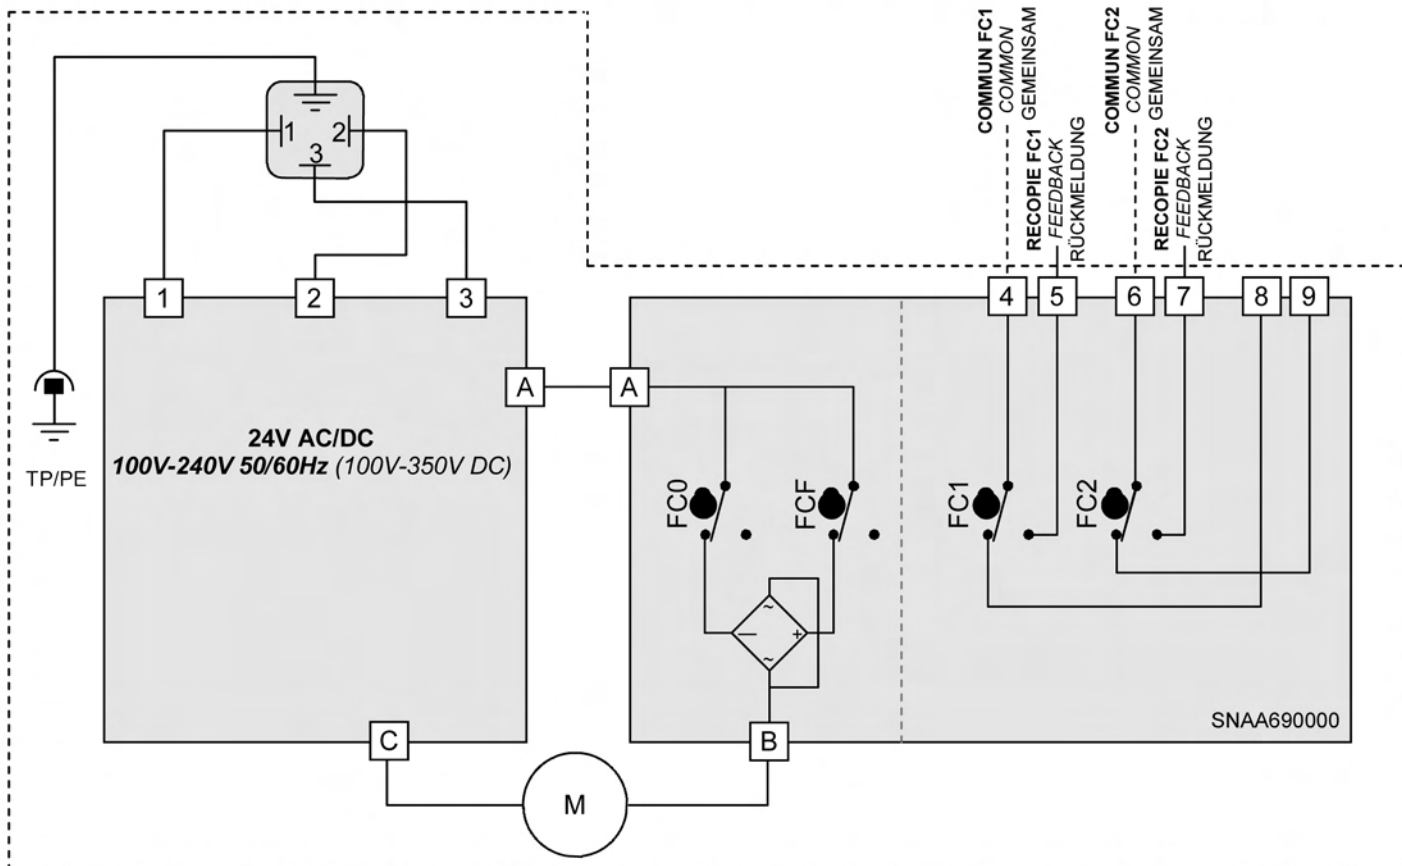 COMMUN FC1
COMMON
GEMEINSAM
RECOPIE FC1
FEEDBACK
RÜCKMELDUNG
COMMUN FC2
COMMON
GEMEINSAM
RECOPIE FC2
FEEDBACK
RÜCKMELDUNG
1 2
3
1 2 3
4 5 6 7 8 9
A A
24V AC/DC
100V-240V 50/60Hz (100V-350V DC)
TP/PE
FC0
FCF
FC1
FC2
~
— +
~
SNAA690000
C
B
M